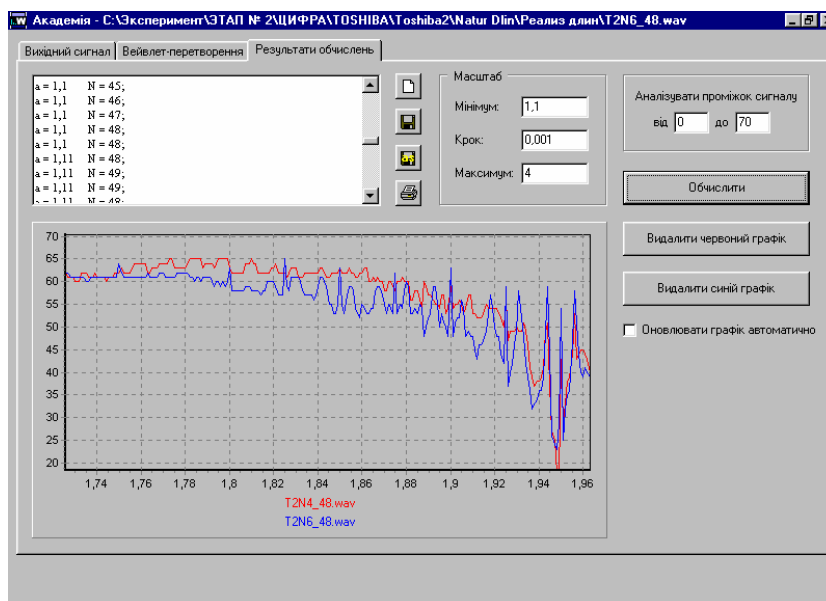 Академія - C:\Эксперимент\ЭТАП № 2\ЦИФРА\TOSHIBA\Toshiba2\Natur Dlin\Реализ длин\T2N6_48.wav
Вихідний сигнал Вейвлет-перетворення Результати обчислень
a = 1,1 N = 45;
a = 1,1 N = 46;
a = 1,1 N = 47;
a = 1,1 N = 48;
a = 1,1 N = 48;
a = 1,11 N = 48;
a = 1,11 N = 49;
a = 1,11 N = 49;
a = 1,11 N = 49;
Масштаб
Мінімум: 1,1
Крок: 0,001
Максимум: 4
Аналізувати проміжок сигналу
від 0 до 70
Обчислити
Видалити червоний графік
Видалити синій графік
Оновлювати графік автоматично
70
65
60
55
50
45
40
35
30
25
20
1,74 1,76 1,78 1,8 1,82 1,84 1,86 1,88 1,9 1,92 1,94 1,96
T2N4_48.wav
T2N6_48.wav